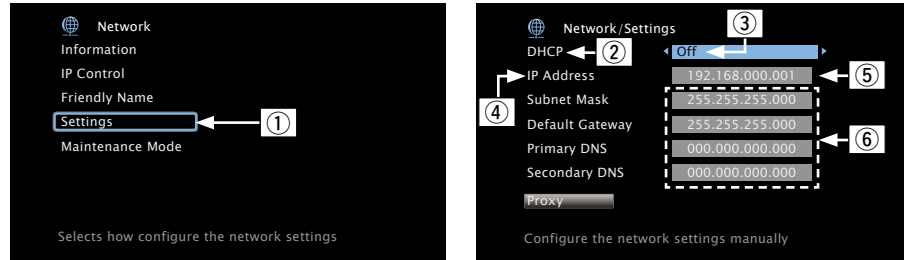 Network
Information
IP Control
Friendly Name
Settings
①
Maintenance Mode
Selects how configure the network settings
Network/Settings
③
DHCP ② Off
④
IP Address 192.168.000.001 ⑤
Subnet Mask 255.255.255.000
Default Gateway 255.255.255.000
⑥
Primary DNS 000.000.000.000
Secondary DNS 000.000.000.000
Proxy
Configure the network settings manually